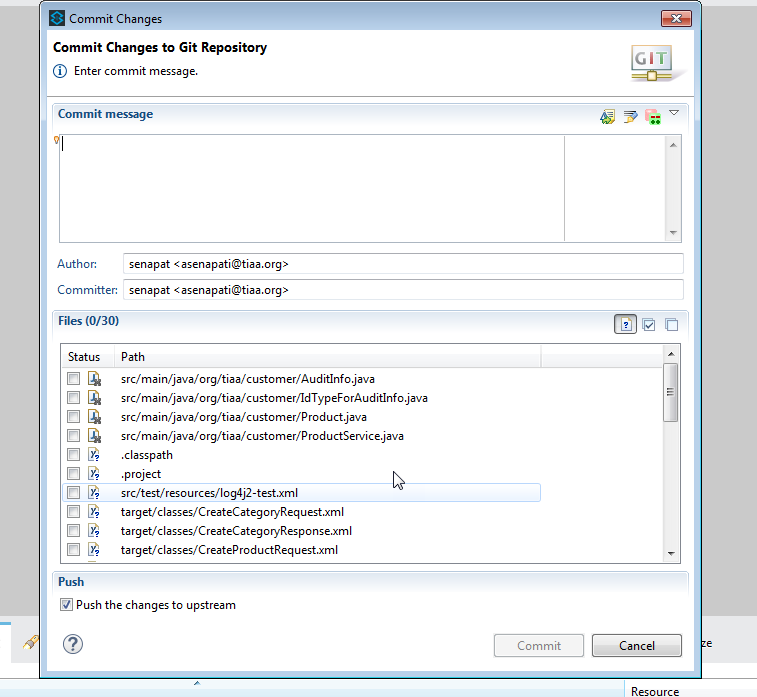 Commit Changes
Commit Changes to Git Repository
Enter commit message.
GIT
Commit message
Author: senapat <asenapati@tiaa.org>
Committer: senapat <asenapati@tiaa.org>
Files (0/30)
Status Path
src/main/java/org/tiaa/customer/AuditInfo.java
src/main/java/org/tiaa/customer/IdTypeForAuditInfo.java
src/main/java/org/tiaa/customer/Product.java
src/main/java/org/tiaa/customer/ProductService.java
.classpath
.project
src/test/resources/log4j2-test.xml
target/classes/CreateCategoryRequest.xml
target/classes/CreateCategoryResponse.xml
target/classes/CreateProductRequest.xml
Push
Push the changes to upstream
Commit Cancel
ze
Resource